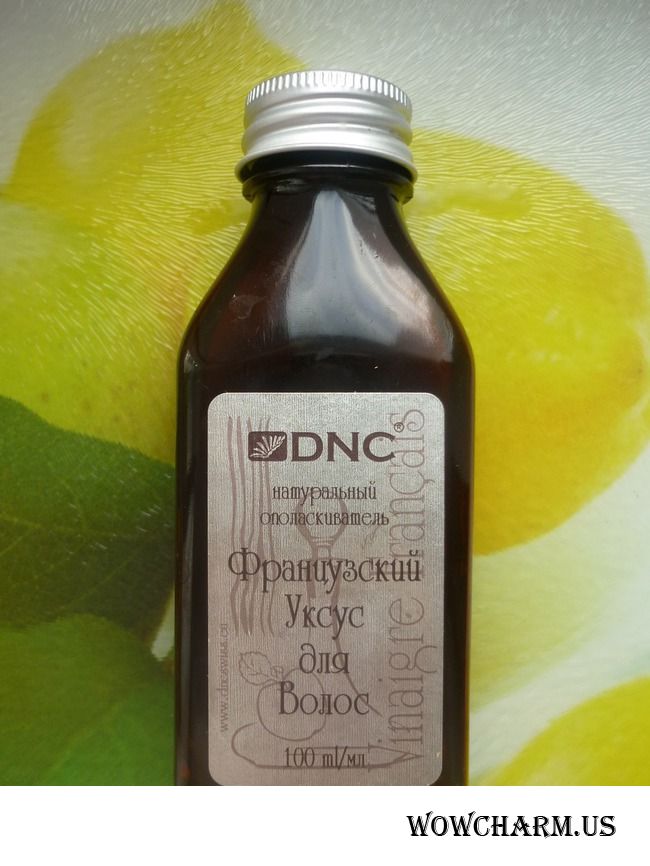 DNC®
натуральный
ополаскиватель
Французский
Уксус
для
Волос
100 ml/мл
Vinaigre Français
WOWCHARM.US